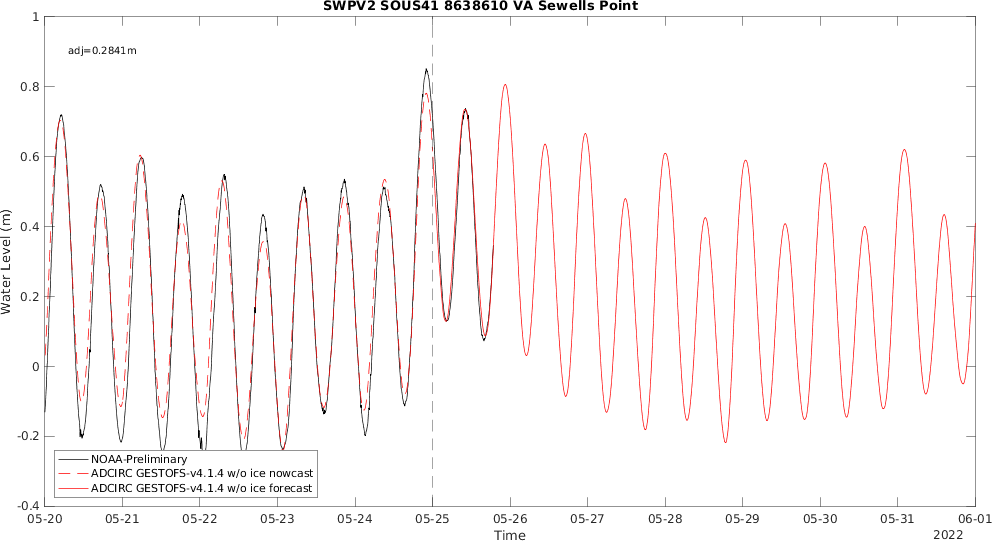 SWPV2 SOUS41 8638610 VA Sewells Point
adj=0.2841m
Water Level (m)
1
0.8
0.6
0.4
0.2
0
-0.2
-0.4
NOAA-Preliminary
ADCIRC GESTOFS-v4.1.4 w/o ice nowcast
ADCIRC GESTOFS-v4.1.4 w/o ice forecast
05-20 05-21 05-22 05-23 05-24 05-25 05-26 05-27 05-28 05-29 05-30 05-31 06-01
Time
2022